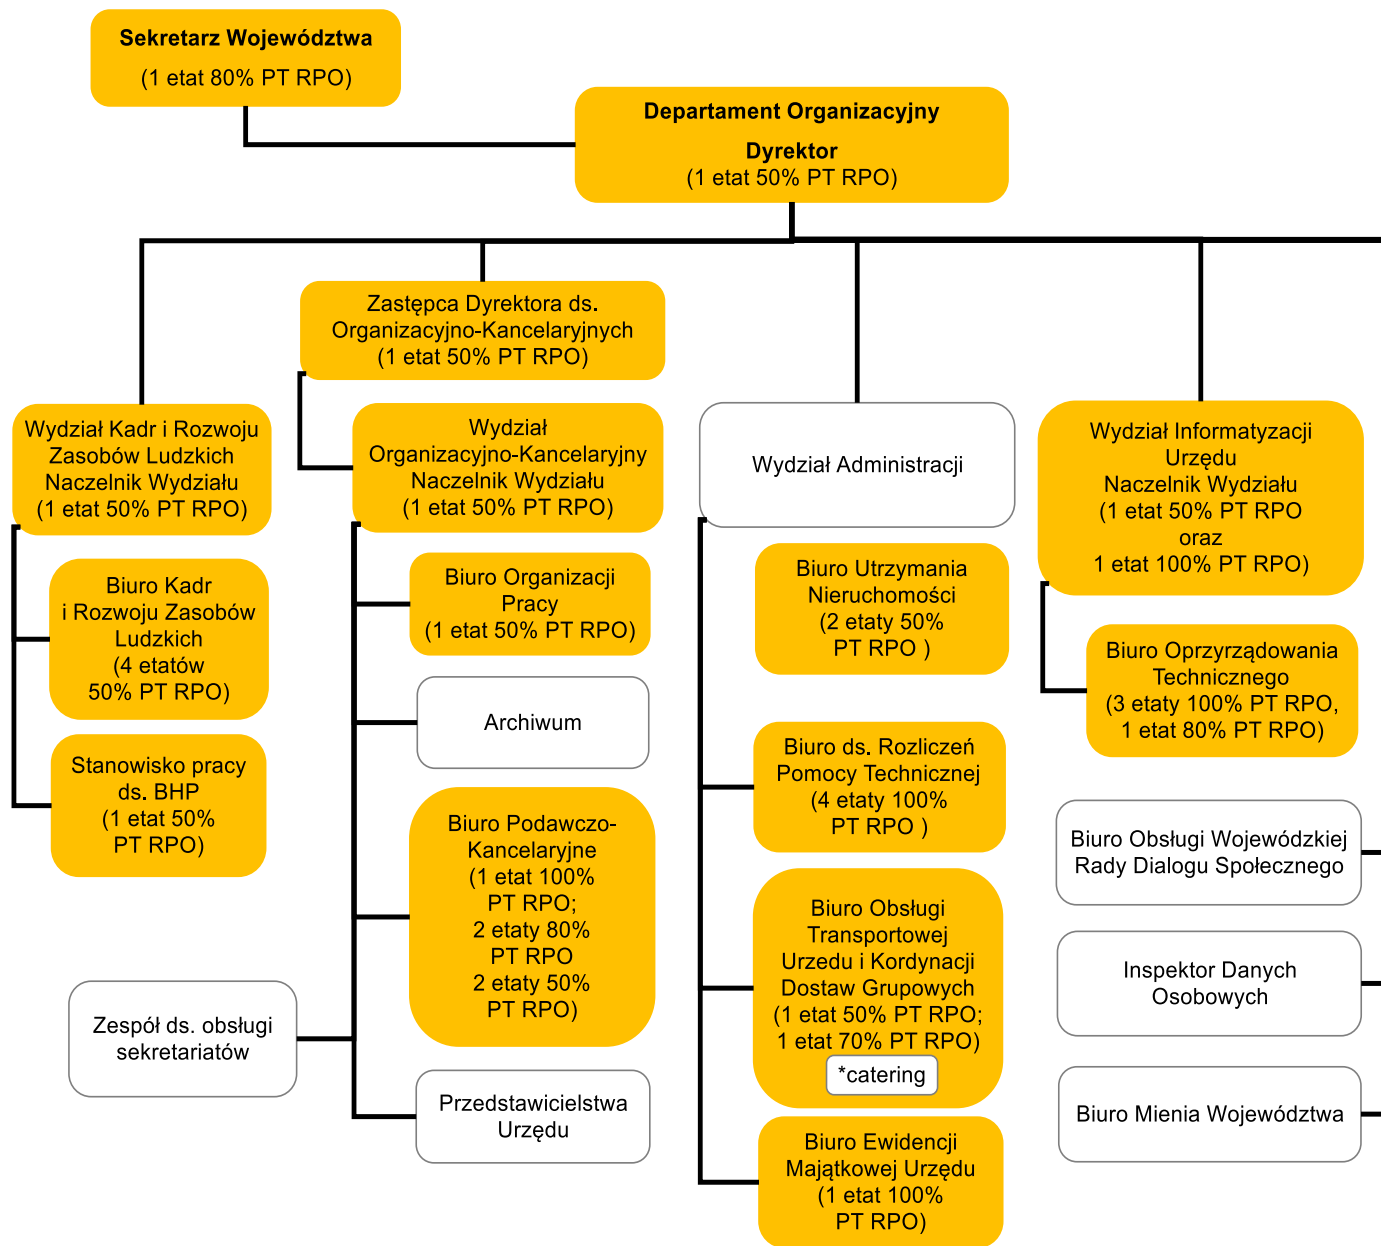 Sekretarz Województwa
(1 etat 80% PT RPO)
Departament Organizacyjny
Dyrektor
(1 etat 50% PT RPO)
Zastępca Dyrektora ds.
Organizacyjno-Kancelaryjnych
(1 etat 50% PT RPO)
Wydział Kadr i Rozwoju
Zasobów Ludzkich
Naczelnik Wydziału
(1 etat 50% PT RPO)
Biuro Kadr
i Rozwoju Zasobów
Ludzkich
(4 etatów
50% PT RPO)
Stanowisko pracy
ds. BHP
(1 etat 50%
PT RPO)
Wydział
Organizacyjno-Kancelaryjny
Naczelnik Wydziału
(1 etat 50% PT RPO)
Biuro Organizacji
Pracy
(1 etat 50% PT RPO)
Archiwum
Biuro Podawczo-
Kancelaryjne
(1 etat 100%
PT RPO;
2 etaty 80%
PT RPO
2 etaty 50%
PT RPO)
Zespół ds. obsługi
sekretariatów
Przedstawicielstwa
Urzędu
Wydział Administracji
Biuro Utrzymania
Nieruchomości
(2 etaty 50%
PT RPO )
Biuro ds. Rozliczeń
Pomocy Technicznej
(4 etaty 100%
PT RPO )
Biuro Obsługi
Transportowej
Urzedu i Kordynacji
Dostaw Grupowych
(1 etat 50% PT RPO;
1 etat 70% PT RPO)
*catering
Biuro Ewidencji
Majątkowej Urzędu
(1 etat 100%
PT RPO)
Wydział Informatyzacji
Urzędu
Naczelnik Wydziału
(1 etat 50% PT RPO
oraz
1 etat 100% PT RPO)
Biuro Oprzyrządowania
Technicznego
(3 etaty 100% PT RPO,
1 etat 80% PT RPO)
Biuro Obsługi Wojewódzkiej
Rady Dialogu Społecznego
Inspektor Danych
Osobowych
Biuro Mienia Województwa